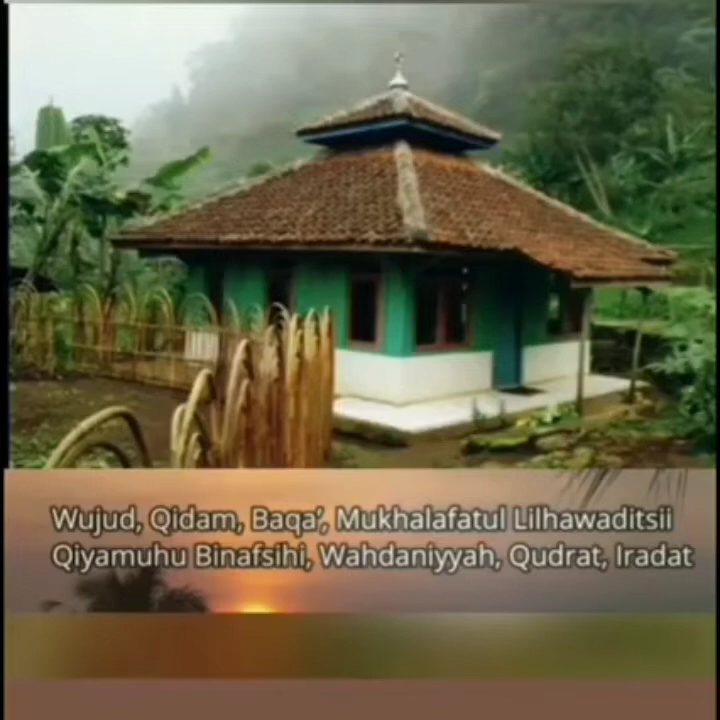 Wujud, Qidam, Baqa', Mukhalafatul Lilhawaditsii
Qiyamuhu Binafsihi, Wahdaniyyah, Qudrat, Iradat